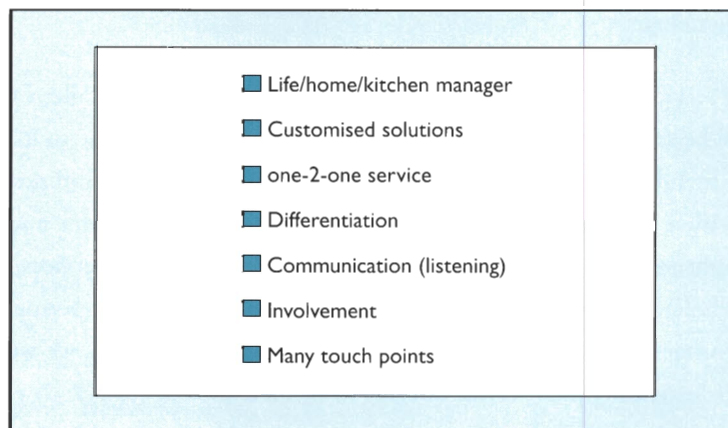 Life/home/kitchen manager
Customised solutions
one-2-one service
Differentiation
Communication (listening)
Involvement
Many touch points